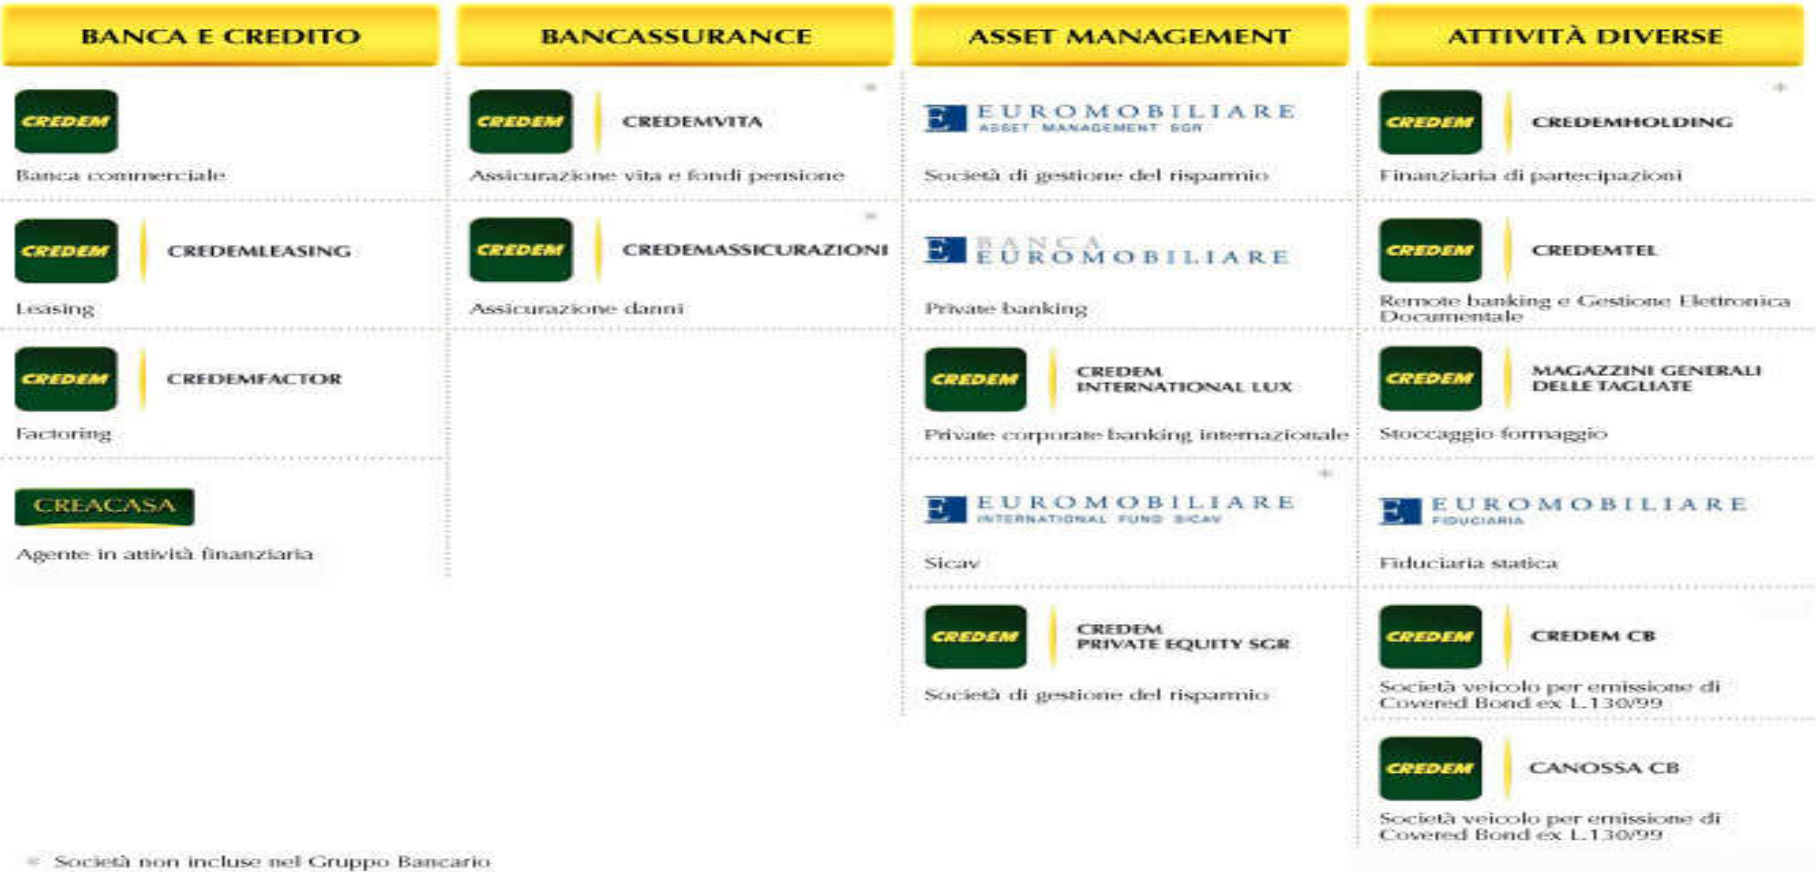 BANCA E CREDITO
CREDEM
Banca commerciale
CREDEM CREDEMLEASING
Leasing
CREDEM CREDEMFACTOR
Factoring
CREACASA
Agente in attività finanziaria
BANCASSURANCE
*
CREDEM CREDEMVITA
Assicurazione vita e fondi pensione
*
CREDEM CREDEMASSICURAZIONI
Assicurazione danni
ASSET MANAGEMENT
E EUROMOBILIARE
ASSET MANAGEMENT SGR
Società di gestione del risparmio
E BANCA
EUROMOBILIARE
Private banking
CREDEM CREDEM
INTERNATIONAL LUX
Private corporate banking internazionale
*
E EUROMOBILIARE
INTERNATIONAL FUND SICAV
Sicav
CREDEM CREDEM
PRIVATE EQUITY SGR
Società di gestione del risparmio
ATTIVITÀ DIVERSE
*
CREDEM CREDEMHOLDING
Finanziaria di partecipazioni
CREDEM CREDEMTEL
Remote banking e Gestione Elettronica
Documentale
CREDEM MAGAZZINI GENERALI
DELLE TAGLIATE
Stoccaggio formaggio
E EUROMOBILIARE
FIDUCIARIA
Fiduciaria statica
CREDEM CREDEM CB
Società veicolo per emissione di
Covered Bond ex L.130/99
CREDEM CANOSSA CB
Società veicolo per emissione di
Covered Bond ex L.130/99
* Società non incluse nel Gruppo Bancario